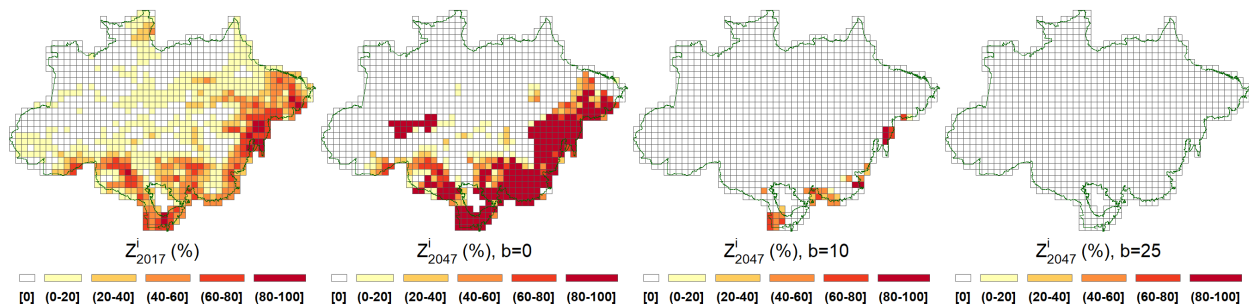 Z^i_2017 (%)
[0] (0-20] (20-40] (40-60] (60-80] (80-100]
Z^i_2047 (%), b=0
[0] (0-20] (20-40] (40-60] (60-80] (80-100]
Z^i_2047 (%), b=10
[0] (0-20] (20-40] (40-60] (60-80] (80-100]
Z^i_2047 (%), b=25
[0] (0-20] (20-40] (40-60] (60-80] (80-100]